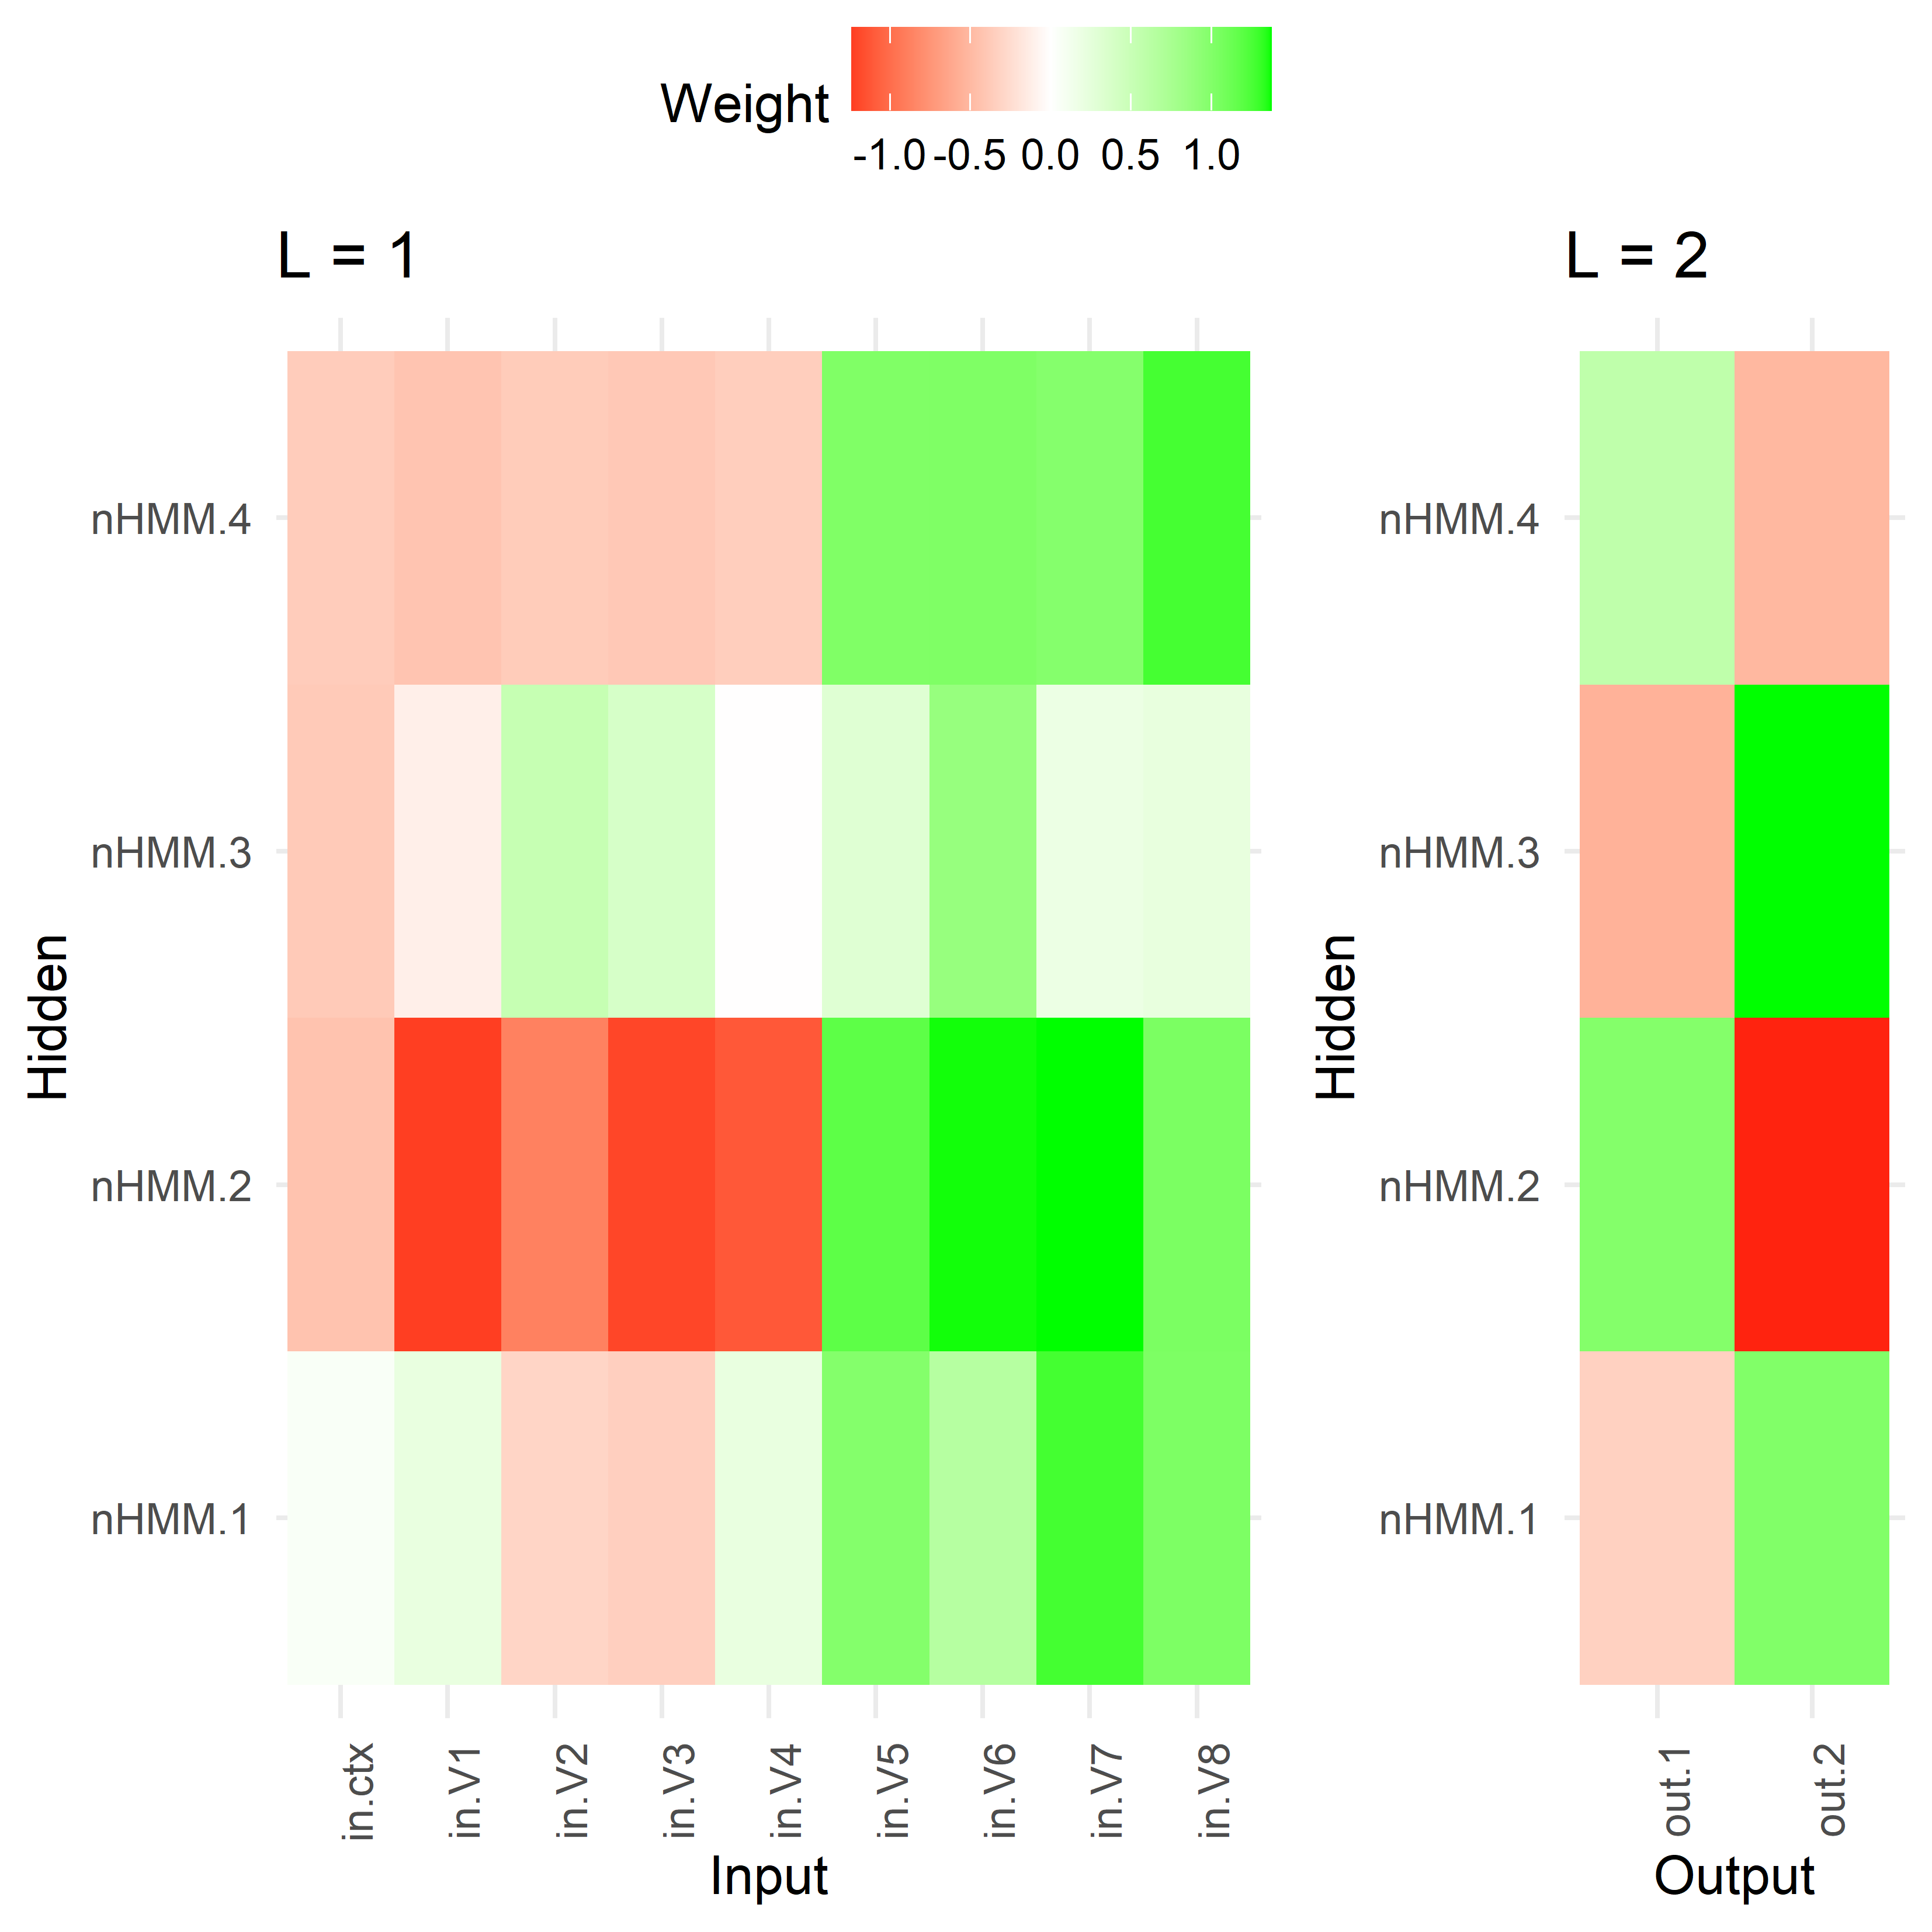 Weight
-1.0 -0.5 0.0 0.5 1.0
L = 1
nHMM.4
nHMM.3
nHMM.2
nHMM.1
Hidden
in.ctx in.V1 in.V2 in.V3 in.V4 in.V5 in.V6 in.V7 in.V8
Input
L = 2
nHMM.4
nHMM.3
nHMM.2
nHMM.1
Hidden
out.1 out.2
Output